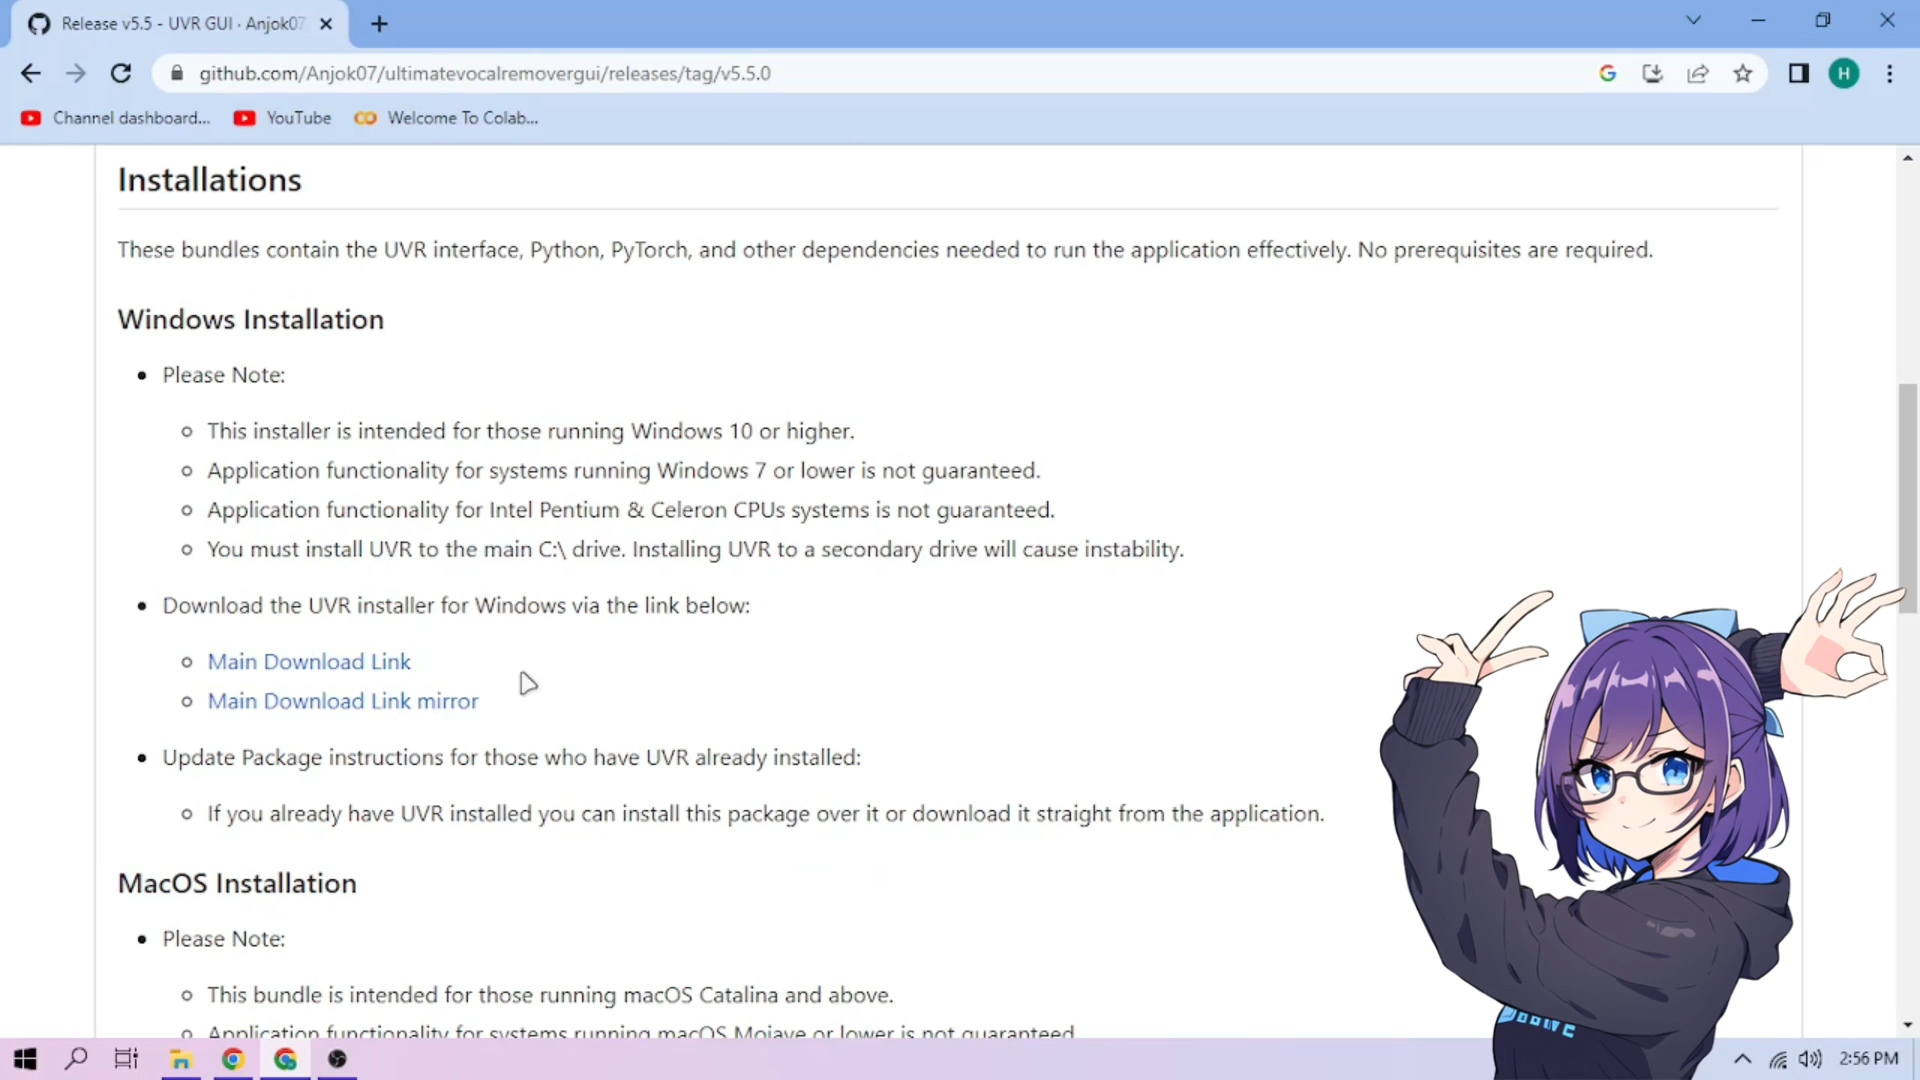 Release v5.5 - UVR GUI · Anjok07
github.com/Anjok07/ultimatevocalremovergui/releases/tag/v5.5.0
H
Channel dashboard...
YouTube
Welcome To Colab...
Installations
These bundles contain the UVR interface, Python, PyTorch, and other dependencies needed to run the application effectively. No prerequisites are required.
Windows Installation
Please Note:
This installer is intended for those running Windows 10 or higher.
Application functionality for systems running Windows 7 or lower is not guaranteed.
Application functionality for Intel Pentium & Celeron CPUs systems is not guaranteed.
You must install UVR to the main C:\ drive. Installing UVR to a secondary drive will cause instability.
Download the UVR installer for Windows via the link below:
Main Download Link
Main Download Link mirror
Update Package instructions for those who have UVR already installed:
If you already have UVR installed you can install this package over it or download it straight from the application.
MacOS Installation
Please Note:
This bundle is intended for those running macOS Catalina and above.
Application functionality for systems running macOS Mojave or lower is not guaranteed.
2:56 PM